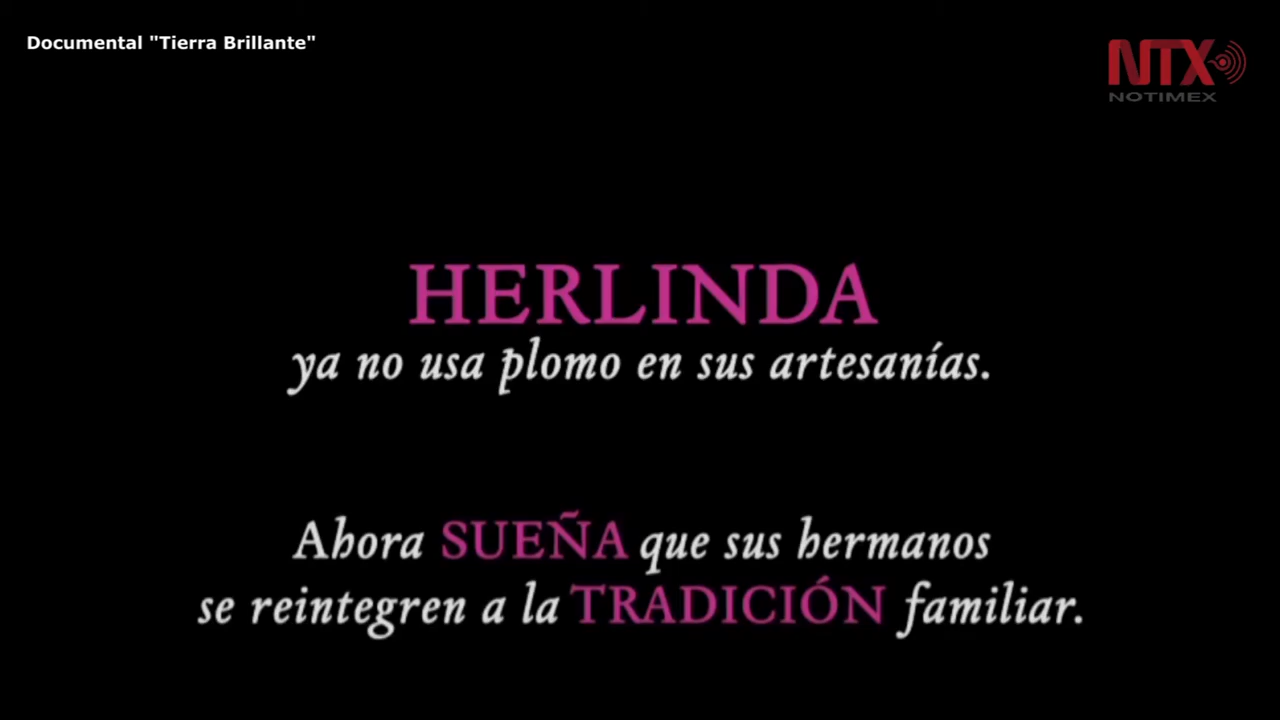 Documental "Tierra Brillante"
NTX
NOTIMEX
HERLINDA
ya no usa plomo en sus artesanías.
Ahora SUEÑA que sus hermanos
se reintegren a la TRADICIÓN familiar.